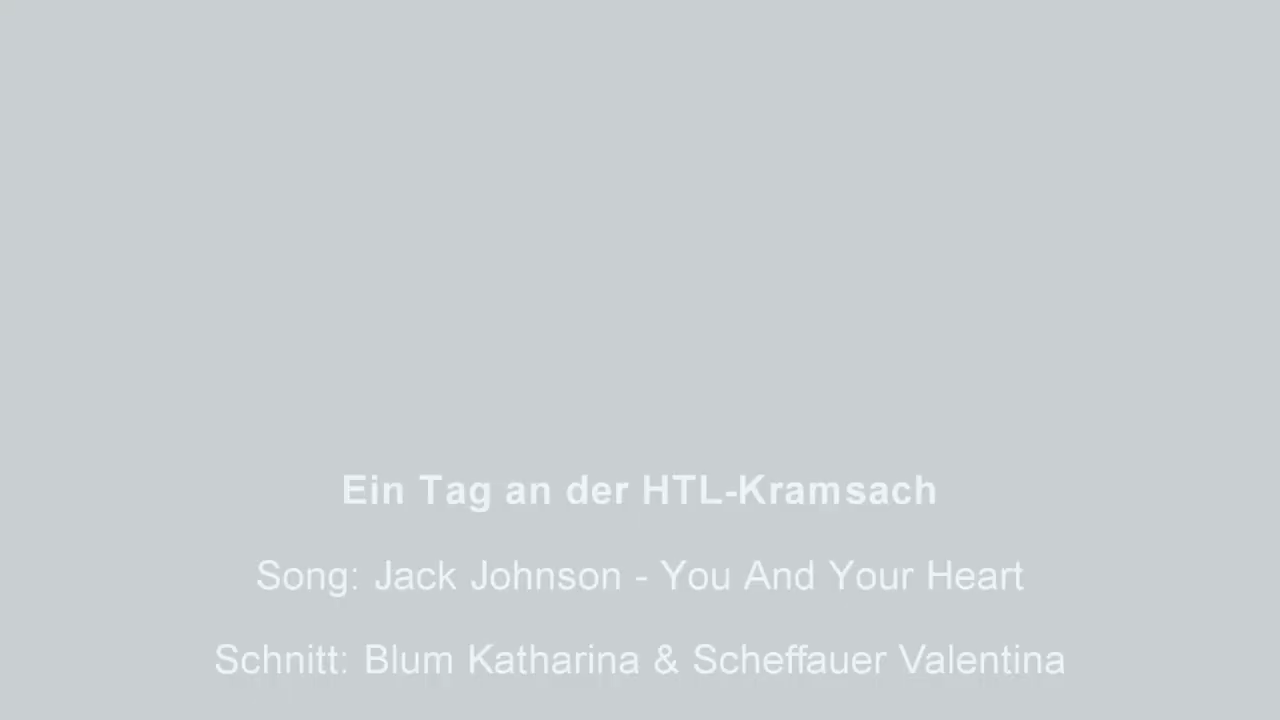 Ein Tag an der HTL-Kramsach
Song: Jack Johnson - You And Your Heart
Schnitt: Blum Katharina & Scheffauer Valentina